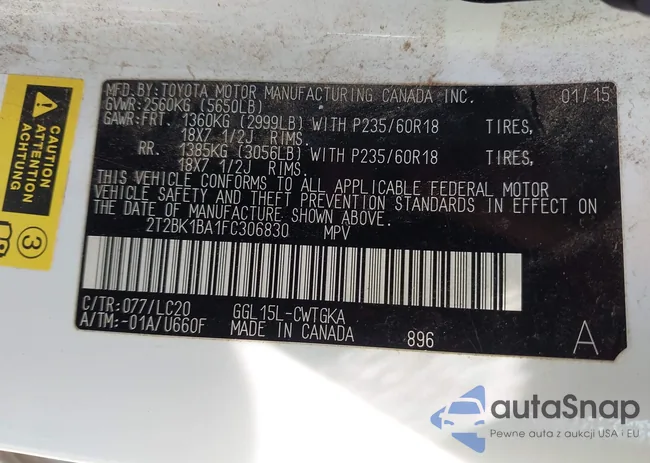 MFD.BY: TOYOTA MOTOR MANUFACTURING CANADA INC. 01/15
GVWR: 2560KG (5650LB)
GAWR: FRT. 1360KG (2999LB) WITH P235/60R18 TIRES,
18X7 1/2J RIMS.
RR. 1385KG (3056LB) WITH P235/60R18 TIRES,
18X7 1/2J RIMS.
THIS VEHICLE CONFORMS TO ALL APPLICABLE FEDERAL MOTOR
VEHICLE SAFETY AND THEFT PREVENTION STANDARDS IN EFFECT ON
THE DATE OF MANUFACTURE SHOWN ABOVE.
2T2BK1BA1FC306830 MPV
C/TR: 077/LC20 GGL15L-CWTGKA
A/TM: -01A/U660F MADE IN CANADA 896 A
ATTENTION
ACHTUNG
3
autoSnap
Pewne auta z aukcji USA i EU